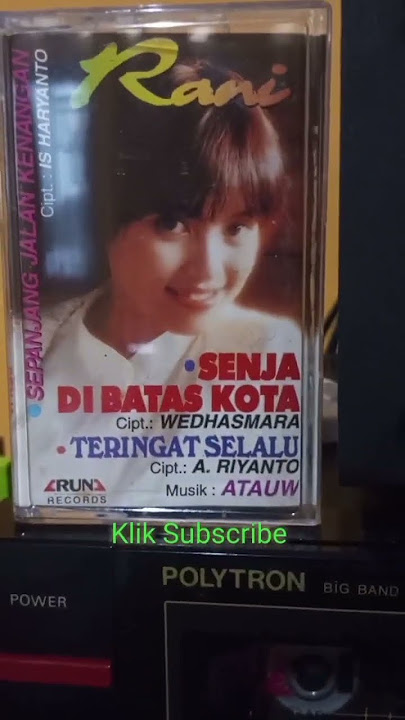 Rani
SEPANJANG JALAN KENANGAN
Cipt. : IS HARYANTO
SENJA
DI BATAS KOTA
Cipt.: WEDHASMARA
TERINGAT SELALU
Cipt.: A. RIYANTO
Musik : ATAUW
RUN
RECORDS
Klik Subscribe
POLYTRON BiG BAND
POWER